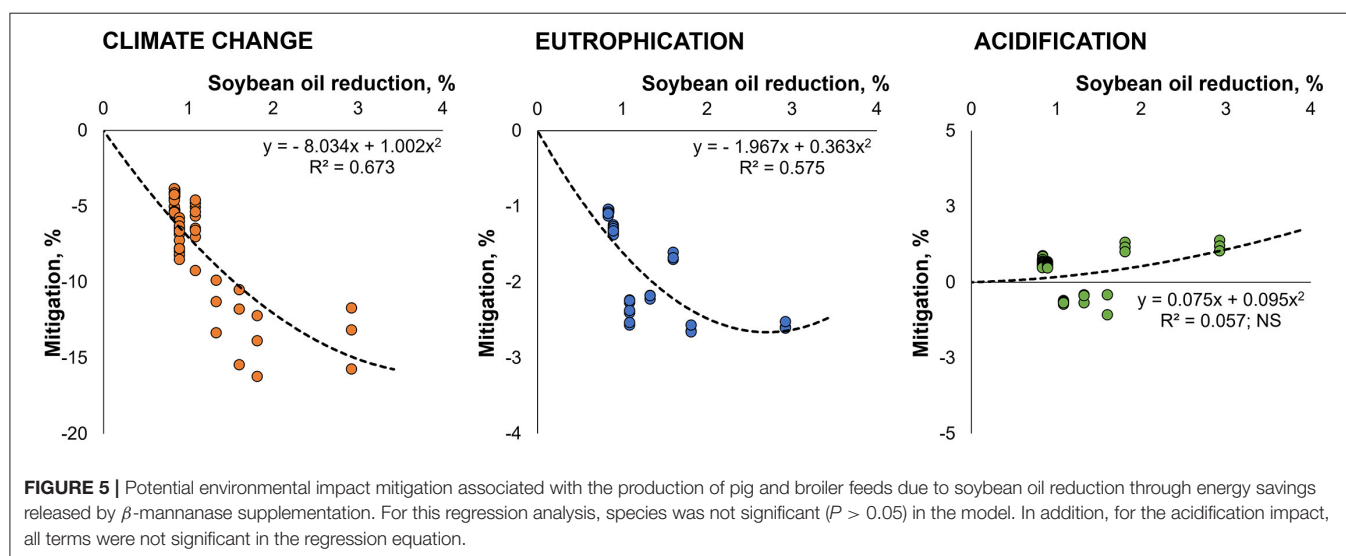 CLIMATE CHANGE
Soybean oil reduction, %
0 1 2 3 4
0
-5
-10
-15
-20
Mitigation, %
y = - 8.034x + 1.002x²
R² = 0.673
EUTROPHICATION
Soybean oil reduction, %
0 1 2 3 4
0
-1
-2
-3
-4
Mitigation, %
y = - 1.967x + 0.363x²
R² = 0.575
ACIDIFICATION
Soybean oil reduction, %
0 1 2 3 4
5
3
0
-3
-5
Mitigation, %
y = 0.075x + 0.095x²
R² = 0.057; NS
FIGURE 5 | Potential environmental impact mitigation associated with the production of pig and broiler feeds due to soybean oil reduction through energy savings
released by β-mannanase supplementation. For this regression analysis, species was not significant (P > 0.05) in the model. In addition, for the acidification impact,
all terms were not significant in the regression equation.